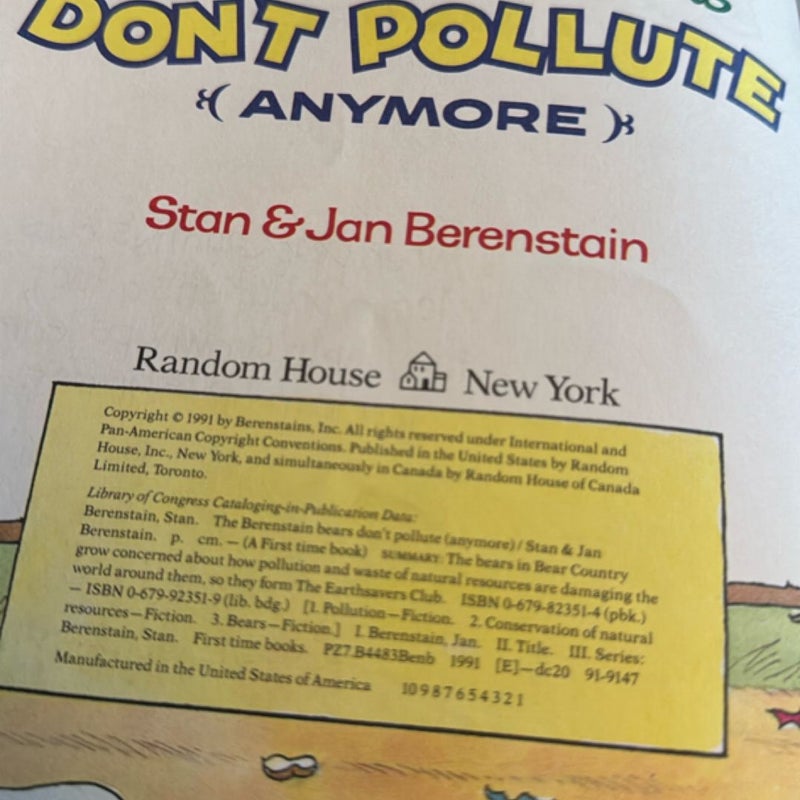 DON'T POLLUTE
( ANYMORE )
Stan & Jan Berenstain
Random House New York
Copyright © 1991 by Berenstains, Inc. All rights reserved under International and
Pan-American Copyright Conventions. Published in the United States by Random
House, Inc., New York, and simultaneously in Canada by Random House of Canada
Limited, Toronto.
Library of Congress Cataloging-in-Publication Data:
Berenstain, Stan. The Berenstain bears don't pollute (anymore) / Stan & Jan
Berenstain. p. cm. — (A First time book) SUMMARY: The bears in Bear Country
grow concerned about how pollution and waste of natural resources are damaging the
world around them, so they form The Earthsavers Club. ISBN 0-679-82351-4 (pbk.)
— ISBN 0-679-92351-9 (lib. bdg.) [1. Pollution—Fiction. 2. Conservation of natural
resources—Fiction. 3. Bears—Fiction.] I. Berenstain, Jan. II. Title. III. Series:
Berenstain, Stan. First time books. PZ7.B4483Benb 1991 [E]—dc20 91-9147
Manufactured in the United States of America 10 9 8 7 6 5 4 3 2 1